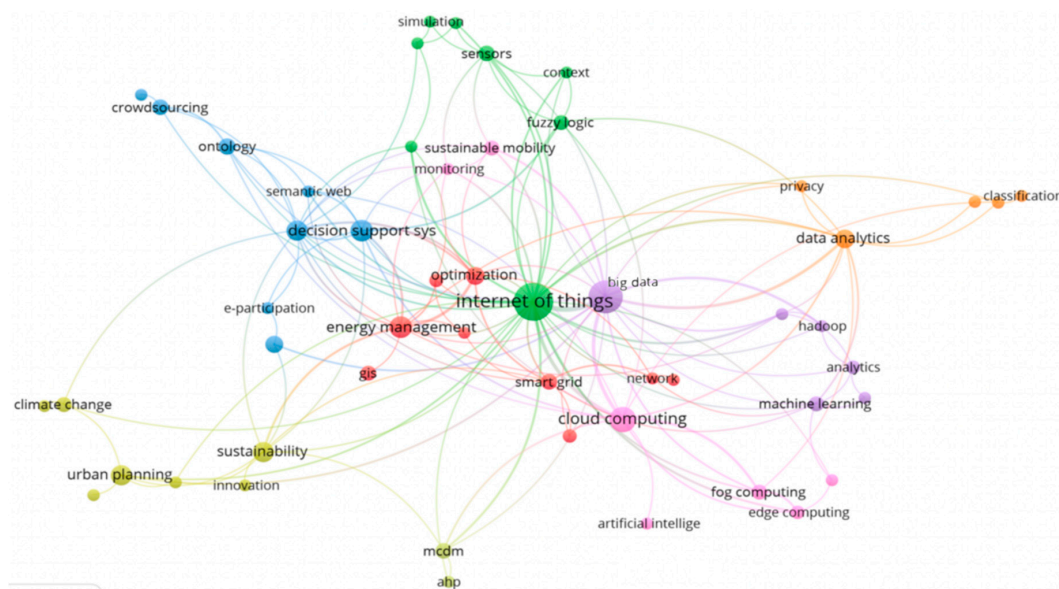 simulation
sensors
context
crowdsourcing
fuzzy logic
ontology
sustainable mobility
monitoring
privacy
semantic web
classification
decision support sys
data analytics
optimization
big data
internet of things
e-participation
energy management
hadoop
gis
analytics
smart grid
network
climate change
machine learning
cloud computing
sustainability
urban planning
innovation
fog computing
edge computing
artificial intellige
mcdm
ahp